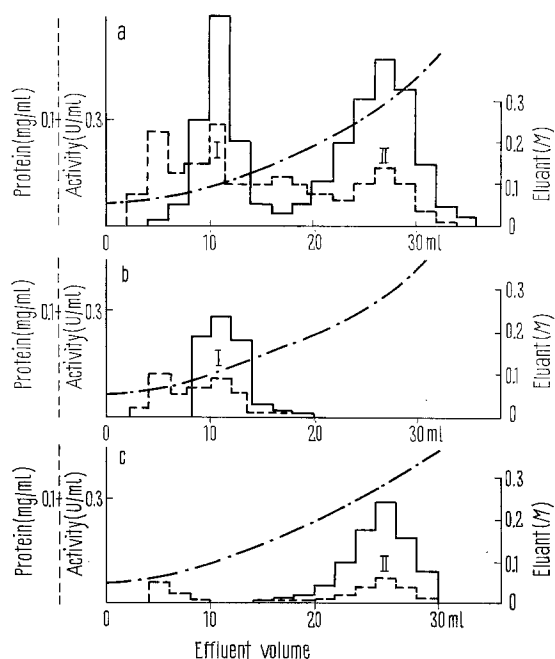 a
Protein (mg/ml)
Activity (U/ml)
0.1
0.3
I
II
0.3
0.2
0.1
0
Eluant (M)
0
10
20
30 ml
b
Protein (mg/ml)
Activity (U/ml)
0.1
0.3
I
0.3
0.2
0.1
0
Eluant (M)
0
10
20
30 ml
c
Protein (mg/ml)
Activity (U/ml)
0.1
0.3
II
0.3
0.2
0.1
0
Eluant (M)
0
10
20
30 ml
Effluent volume